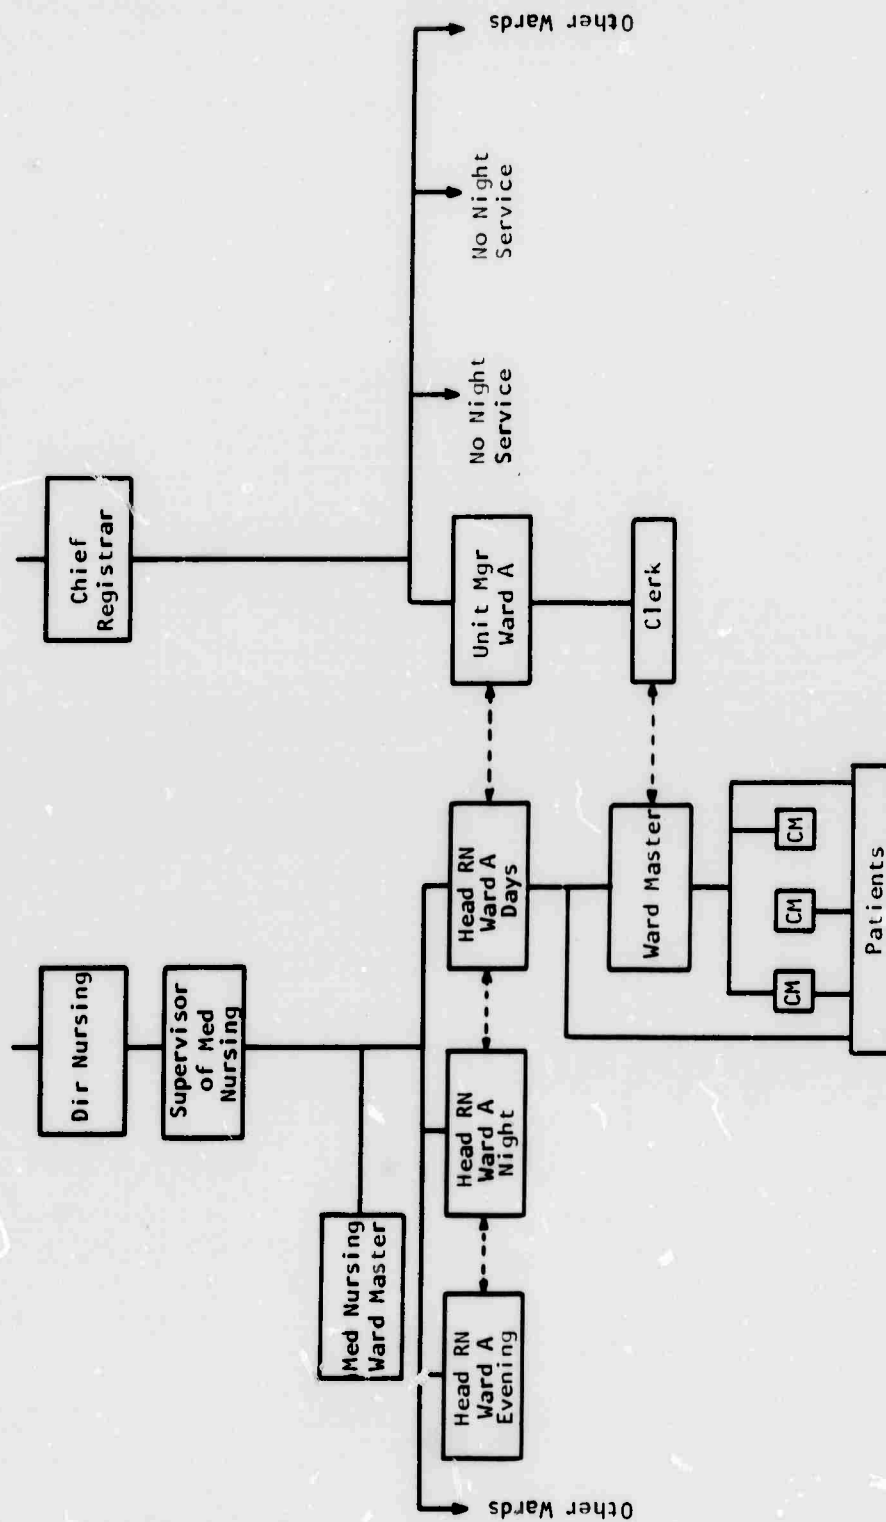 Dir Nursing
Supervisor
of Med
Nursing
Med Nursing
Ward Master
Other Wards
Head RN
Ward A
Evening
Head RN
Ward A
Night
Head RN
Ward A
Days
Ward Master
CM
CM
CM
Patients
Chief
Registrar
Unit Mgr
Ward A
Clerk
No Night
Service
No Night
Service
Other Wards